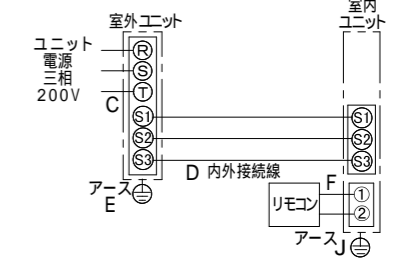 室外ユニット
室内
ユニット
ユニット
電源
三相
200V
R
S
T
C
S1
S2
S3
S1
S2
S3
D 内外接続線
アース
E
F
リモコン
①
②
アース
J